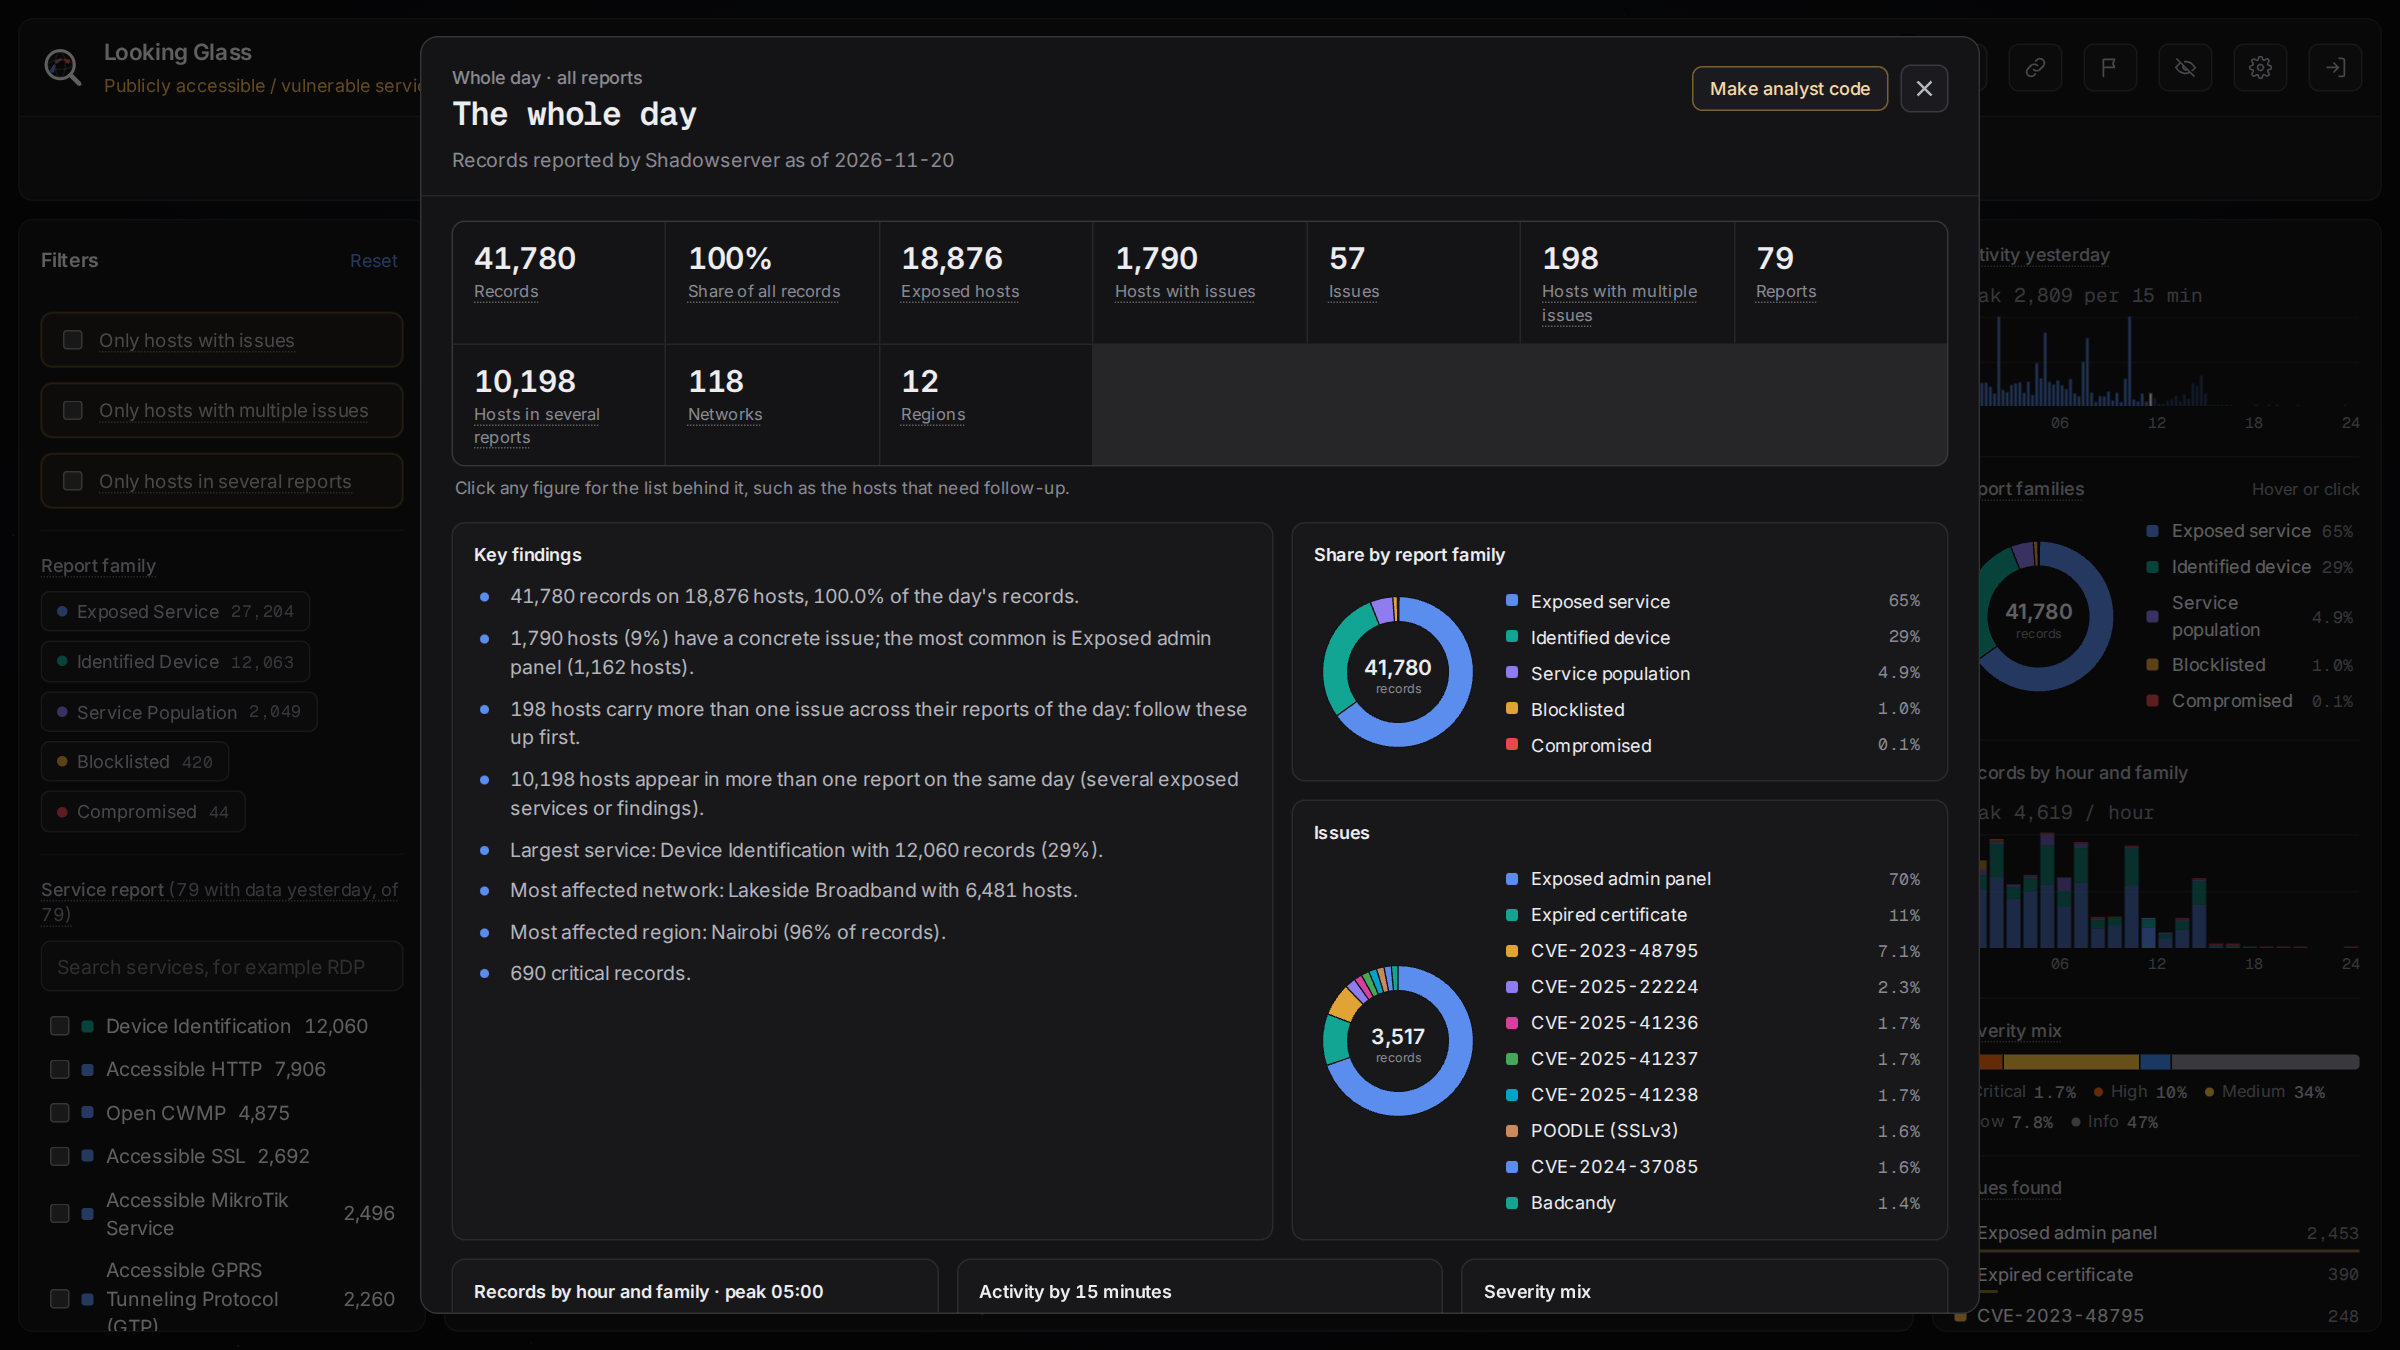 Looking Glass
Publicly accessible / vulnerable servi
Filters
Reset
Only hosts with issues
Only hosts with multiple issues
Only hosts in several reports
Report family
Exposed Service 27,204
Identified Device 12,063
Service Population 2,049
Blocklisted 420
Compromised 44
Service report (79 with data yesterday, of
79)
Search services, for example RDP
Device Identification 12,060
Accessible HTTP 7,906
Open CWMP 4,875
Accessible SSL 2,692
Accessible MikroTik
Service
2,496
Accessible GPRS
Tunneling Protocol
(GTP)
2,260
Whole day · all reports
The whole day
Records reported by Shadowserver as of 2026-11-20
Make analyst code
41,780
Records
100%
Share of all records
18,876
Exposed hosts
1,790
Hosts with issues
57
Issues
198
Hosts with multiple
issues
79
Reports
10,198
Hosts in several
reports
118
Networks
12
Regions
Click any figure for the list behind it, such as the hosts that need follow-up.
Key findings
41,780 records on 18,876 hosts, 100.0% of the day's records.
1,790 hosts (9%) have a concrete issue; the most common is Exposed admin
panel (1,162 hosts).
198 hosts carry more than one issue across their reports of the day: follow these
up first.
10,198 hosts appear in more than one report on the same day (several exposed
services or findings).
Largest service: Device Identification with 12,060 records (29%).
Most affected network: Lakeside Broadband with 6,481 hosts.
Most affected region: Nairobi (96% of records).
690 critical records.
Share by report family
41,780
records
Exposed service 65%
Identified device 29%
Service population 4.9%
Blocklisted 1.0%
Compromised 0.1%
Issues
3,517
records
Exposed admin panel 70%
Expired certificate 11%
CVE-2023-48795 7.1%
CVE-2025-22224 2.3%
CVE-2025-41236 1.7%
CVE-2025-41237 1.7%
CVE-2025-41238 1.7%
POODLE (SSLv3) 1.6%
CVE-2024-37085 1.6%
Badcandy 1.4%
Records by hour and family · peak 05:00
Activity by 15 minutes
Severity mix
tivity yesterday
ak 2,809 per 15 min
06 12 18 24
port families
Hover or click
41,780
records
Exposed service 65%
Identified device 29%
Service
population
4.9%
Blocklisted 1.0%
Compromised 0.1%
cords by hour and family
ak 4,619 / hour
06 12 18 24
verity mix
ritical 1.7% High 10% Medium 34%
ow 7.8% Info 47%
ues found
Exposed admin panel 2,453
Expired certificate 390
CVE-2023-48795 248